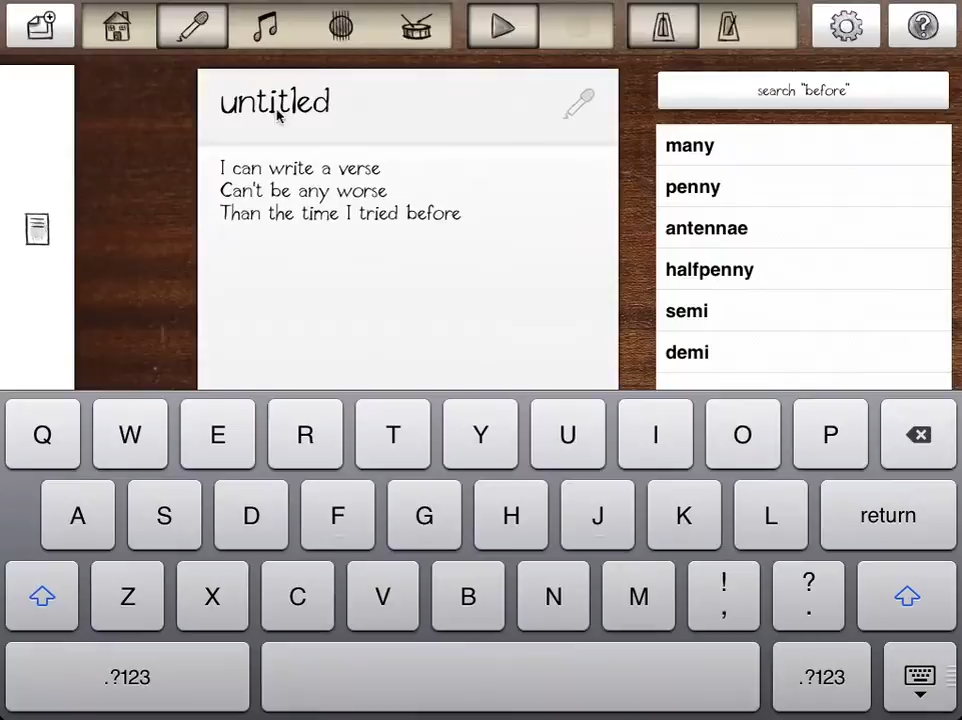 untitled
I can write a verse
Can't be any worse
Than the time I tried before
search "before"
many
penny
antennae
halfpenny
semi
demi
Q W E R T Y U I O P
A S D F G H J K L return
Z X C V B N M ! , ? .
.?123 .?123